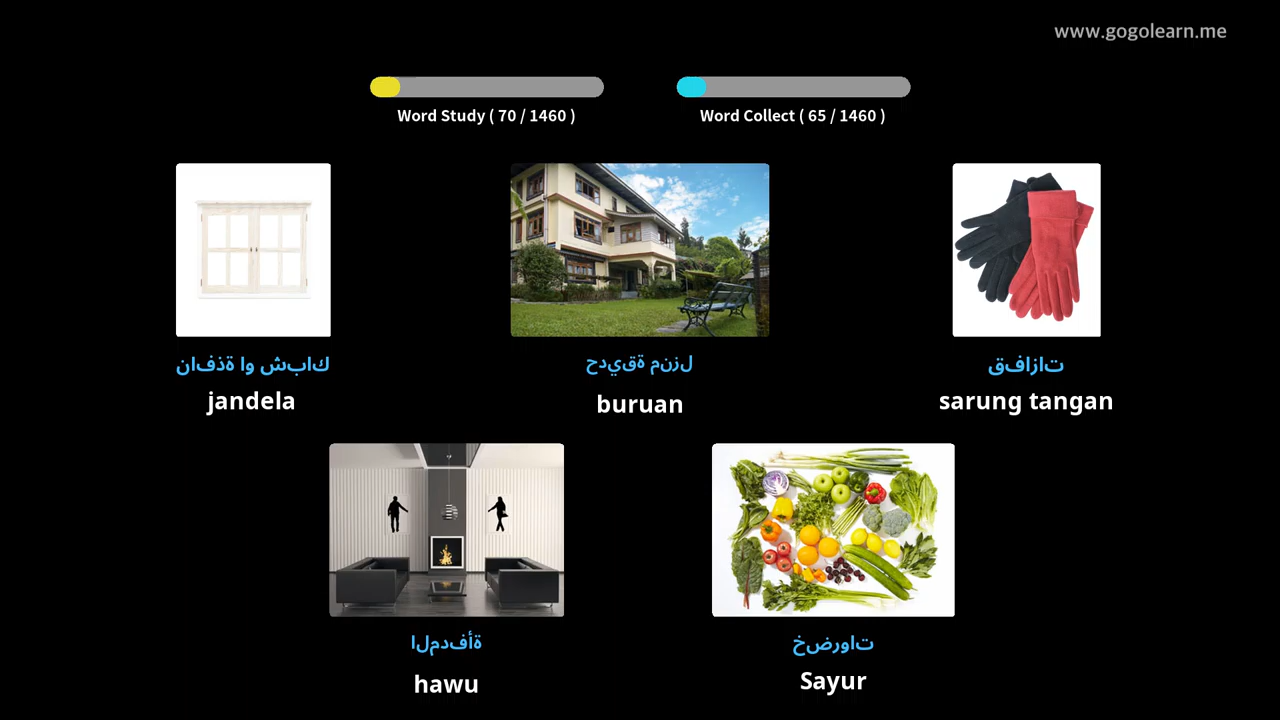 www.gogolearn.me
Word Study ( 70 / 1460 )
Word Collect ( 65 / 1460 )
نافذة او شباك
jandela
حديقة منزل
buruan
قفازات
sarung tangan
المدفأة
hawu
خضروات
Sayur